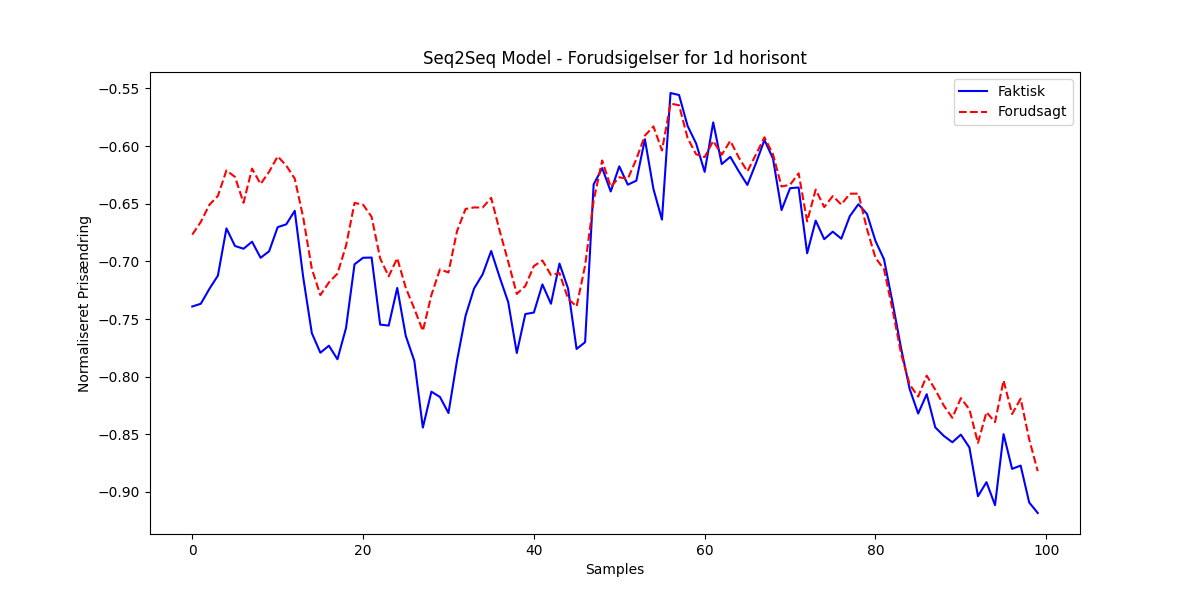 Seq2Seq Model - Forudsigelser for 1d horisont
Faktisk
Forudsagt
Normaliseret Prisændring
−0.55
−0.60
−0.65
−0.70
−0.75
−0.80
−0.85
−0.90
0
20
40
60
80
100
Samples